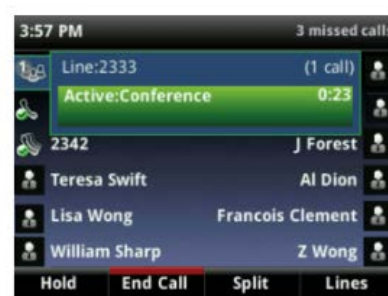 3:57 PM 3 missed calls
1 Line:2333 (1 call)
Active:Conference 0:23
2342 J Forest
Teresa Swift Al Dion
Lisa Wong Francois Clement
William Sharp Z Wong
Hold End Call Split Lines